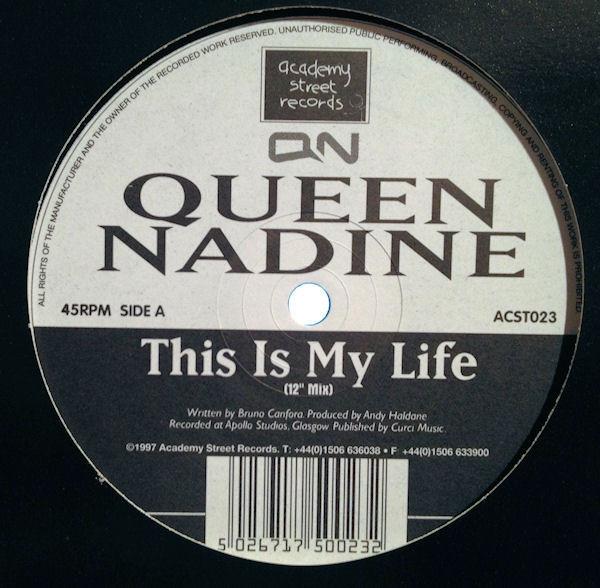 ALL RIGHTS OF THE MANUFACTURER AND THE OWNER OF THE RECORDED WORK RESERVED. UNAUTHORISED PUBLIC PERFORMING, BROADCASTING, COPYING AND RENTING OF THIS WORK IS PROHIBITED
academy
street
records
QN
QUEEN
NADINE
45RPM SIDE A
ACST023
This Is My Life
(12" Mix)
Written by Bruno Canfora. Produced by Andy Haldane
Recorded at Apollo Studios, Glasgow. Published by Curci Music.
©1997 Academy Street Records. T: +44(0)1506 636038 • F +44(0)1506 633900
5 026717 500232